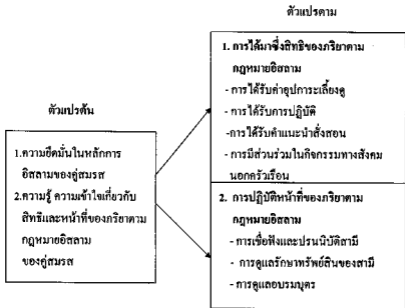 ตัวแปรตาม
1. การได้มาซึ่งสิทธิของภริยาตาม
กฎหมายอิสลาม
- การได้รับค่าอุปการะเลี้ยงดู
- การได้รับการปฏิบัติ
-การได้รับคำแนะนำสั่งสอน
- การมีส่วนร่วมในกิจกรรมทางสังคม
นอกครัวเรือน
ตัวแปรต้น
1.ความยึดมั่นในหลักการ
อิสลามของคู่สมรส
2.ความรู้ ความเข้าใจเกี่ยวกับ
สิทธิและหน้าที่ของภริยาตาม
กฎหมายอิสลาม
ของคู่สมรส
2. การปฏิบัติหน้าที่ของภริยาตาม
กฎหมายอิสลาม
- การเชื่อฟังและปรนนิบัติสามี
- การดูแลรักษาทรัพย์สินของสามี
- การดูแลอบรมบุตร